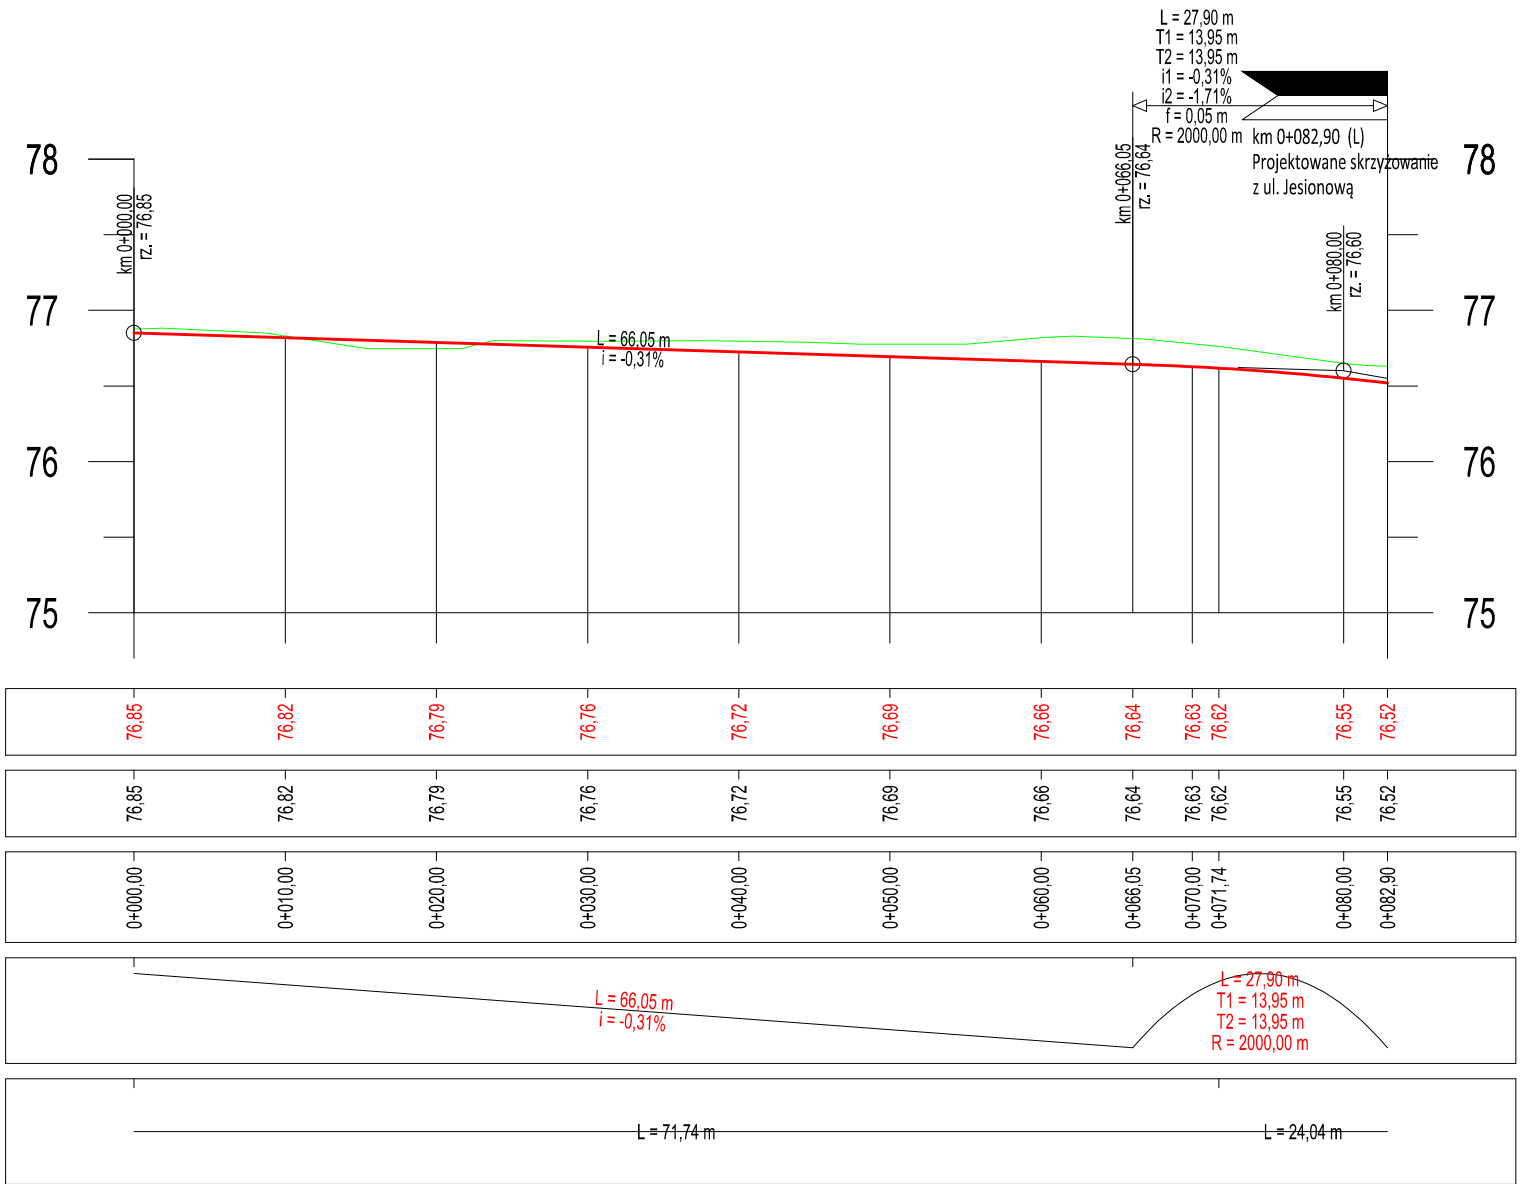 L = 27,90 m
T1 = 13,95 m
T2 = 13,95 m
i1 = -0,31%
i2 = -1,71%
f = 0,05 m
R = 2000,00 m
km 0+082,90 (L)
Projektowane skrzyżowanie
z ul. Jesionową
78
78
km 0+000,00
rz. = 76,85
km 0+066,05
rz. = 76,64
km 0+080,00
rz. = 76,60
77
77
L = 66,05 m
i = -0,31%
76
76
75
75
76,85 76,82 76,79 76,76 76,72 76,69 76,66 76,64 76,63 76,62 76,55 76,52
76,85 76,82 76,79 76,76 76,72 76,69 76,66 76,64 76,63 76,62 76,55 76,52
0+000,00 0+010,00 0+020,00 0+030,00 0+040,00 0+050,00 0+060,00 0+066,05 0+070,00 0+071,74 0+080,00 0+082,90
L = 66,05 m
i = -0,31%
L = 27,90 m
T1 = 13,95 m
T2 = 13,95 m
R = 2000,00 m
L = 71,74 m
L = 24,04 m